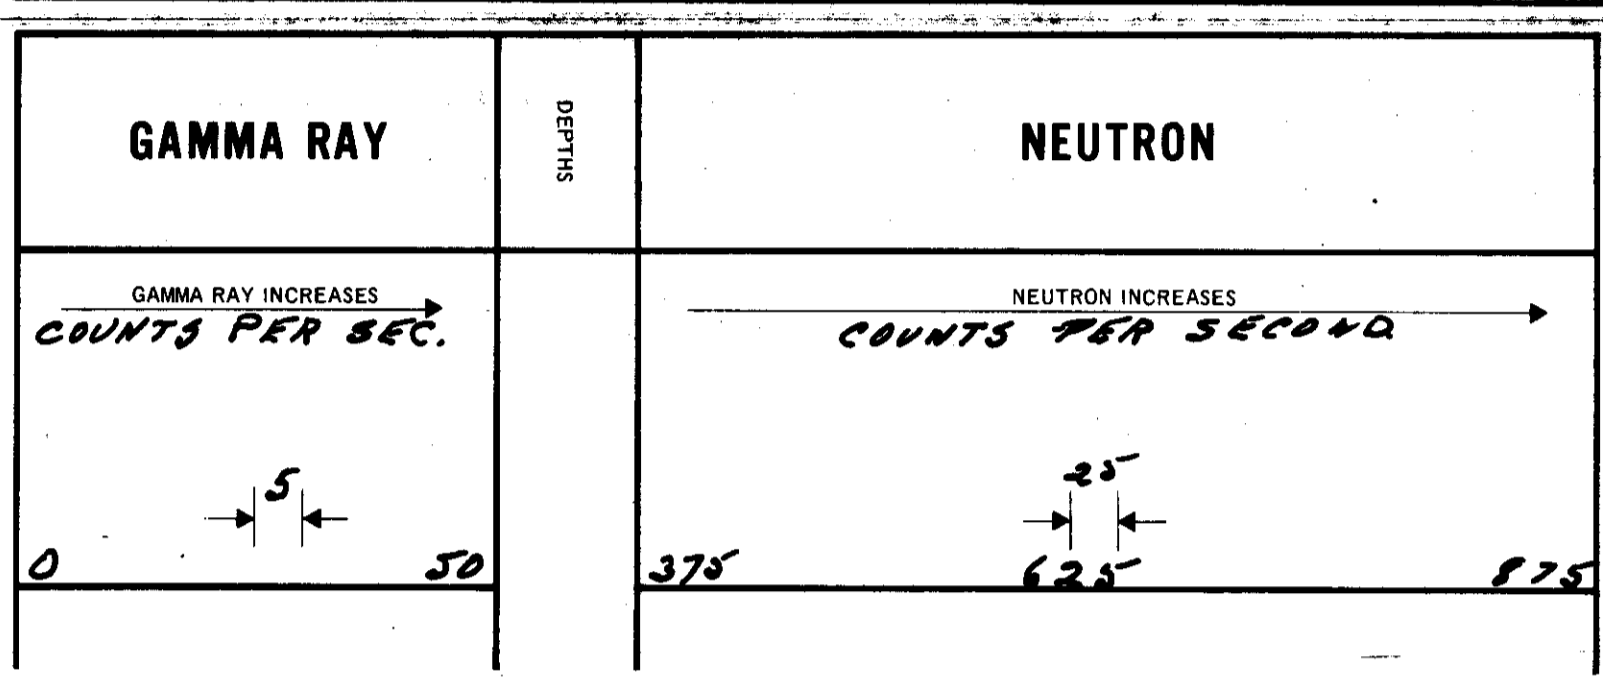 GAMMA RAY
DEPTHS
NEUTRON
GAMMA RAY INCREASES
COUNTS PER SEC.
5
0 50
NEUTRON INCREASES
COUNTS PER SECOND
25
375 625 875